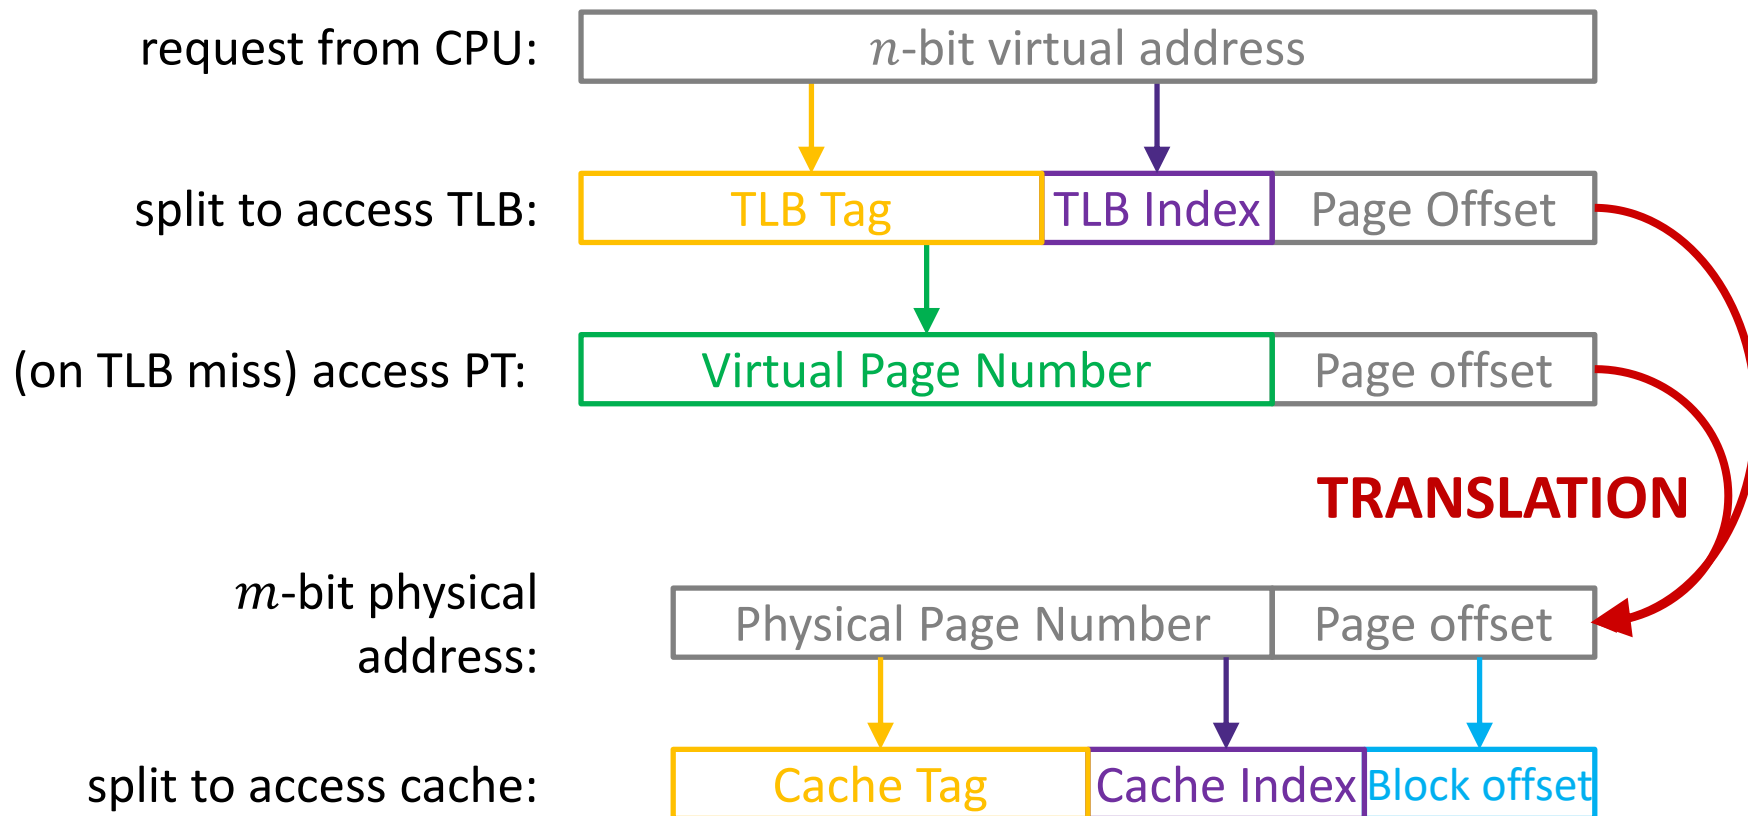 request from CPU: n-bit virtual address
split to access TLB: TLB Tag TLB Index Page Offset
(on TLB miss) access PT: Virtual Page Number Page offset
TRANSLATION
m-bit physical
address:
Physical Page Number Page offset
split to access cache: Cache Tag Cache Index Block offset